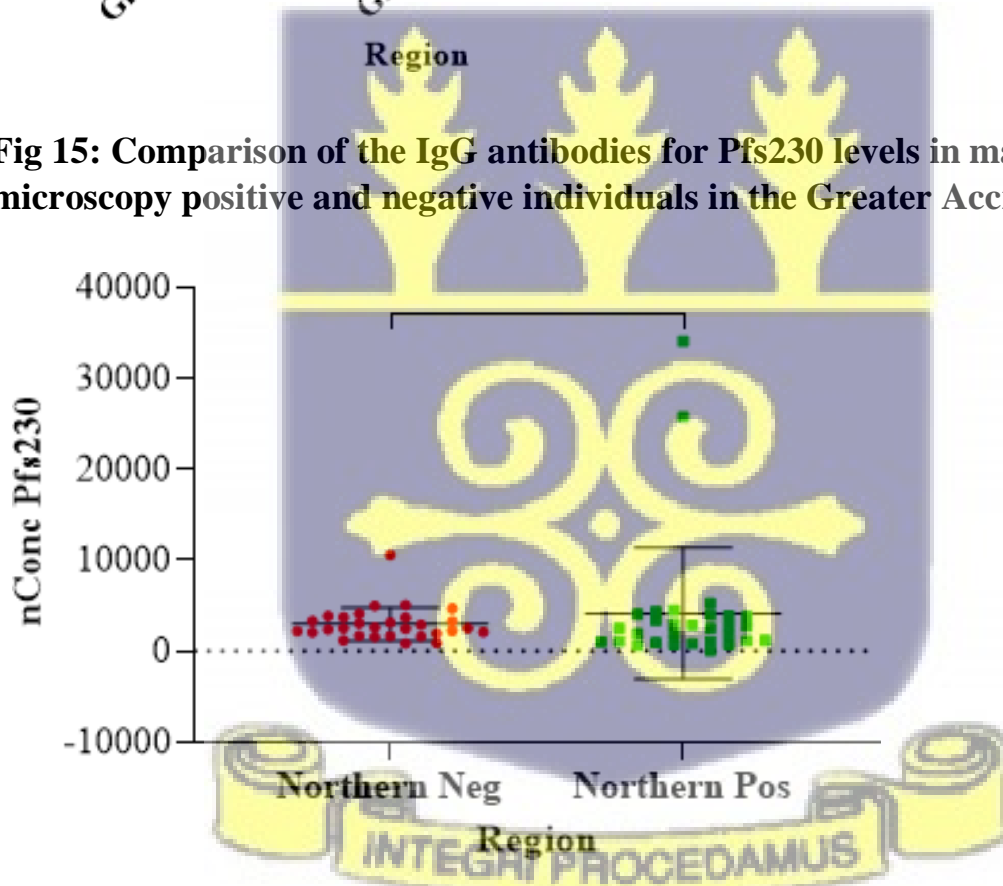 Region
Fig 15: Comparison of the IgG antibodies for Pfs230 levels in
microscopy positive and negative individuals in the Greater
40000
30000
20000
10000
0
-10000
nConc Pfs230
Northern Neg Northern Pos
Region
INTEGRI PROCEDAMUS